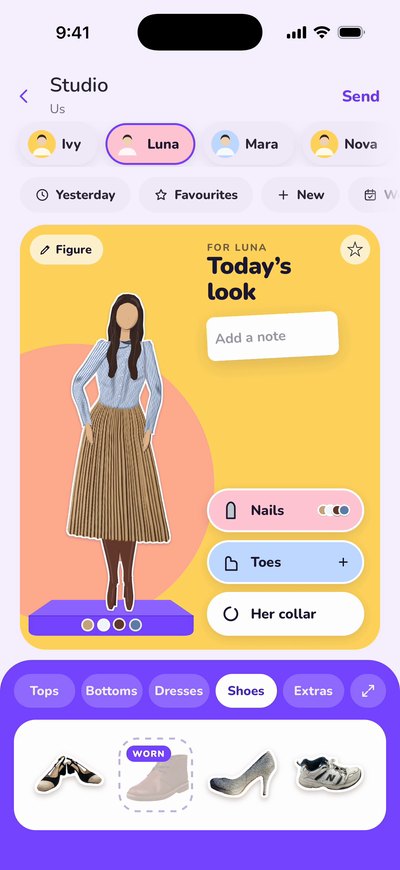 9:41
Studio
Us
Send
Ivy
Luna
Mara
Nova
Yesterday
Favourites
New
Figure
FOR LUNA
Today's
look
Add a note
Nails
Toes
Her collar
Tops
Bottoms
Dresses
Shoes
Extras
WORN